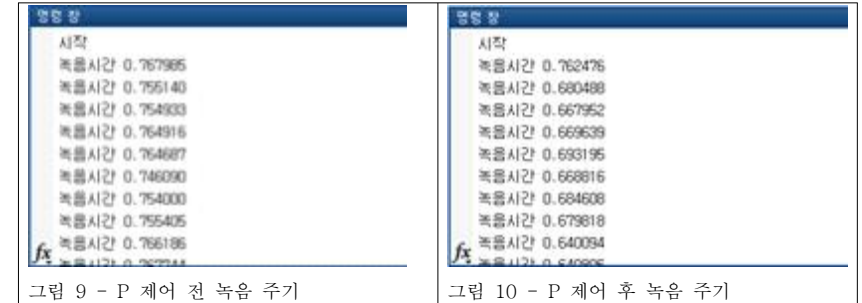 명령 창
시작
녹음시간 0.767985
녹음시간 0.755140
녹음시간 0.754933
녹음시간 0.764916
녹음시간 0.764687
녹음시간 0.746090
녹음시간 0.754000
녹음시간 0.755405
녹음시간 0.766186
fx
그림 9 - P 제어 전 녹음 주기
명령 창
시작
녹음시간 0.762476
녹음시간 0.680488
녹음시간 0.667952
녹음시간 0.669639
녹음시간 0.693195
녹음시간 0.668816
녹음시간 0.684608
녹음시간 0.679818
녹음시간 0.640094
fx
그림 10 - P 제어 후 녹음 주기